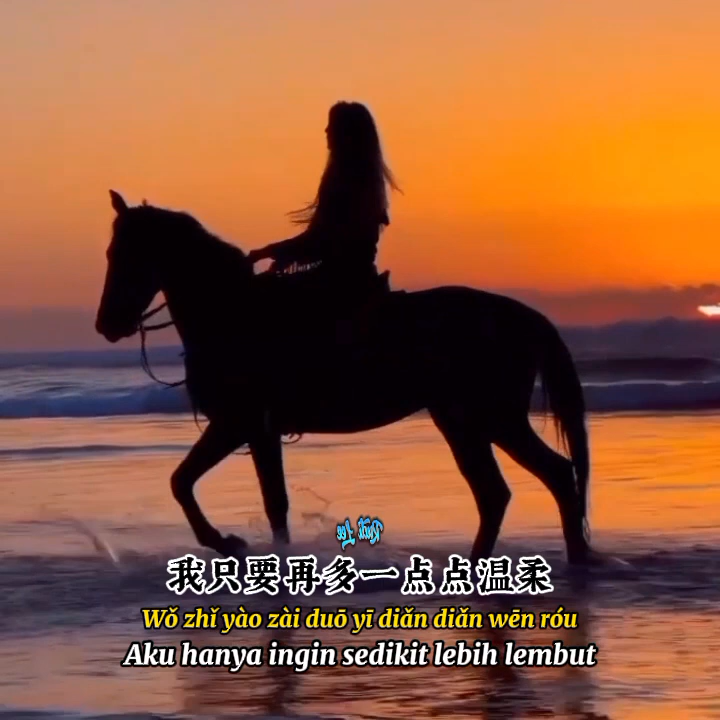 我只要再多一点点温柔
Wǒ zhǐ yào zài duō yī diǎn diǎn wēn róu
Aku hanya ingin sedikit lebih lembut